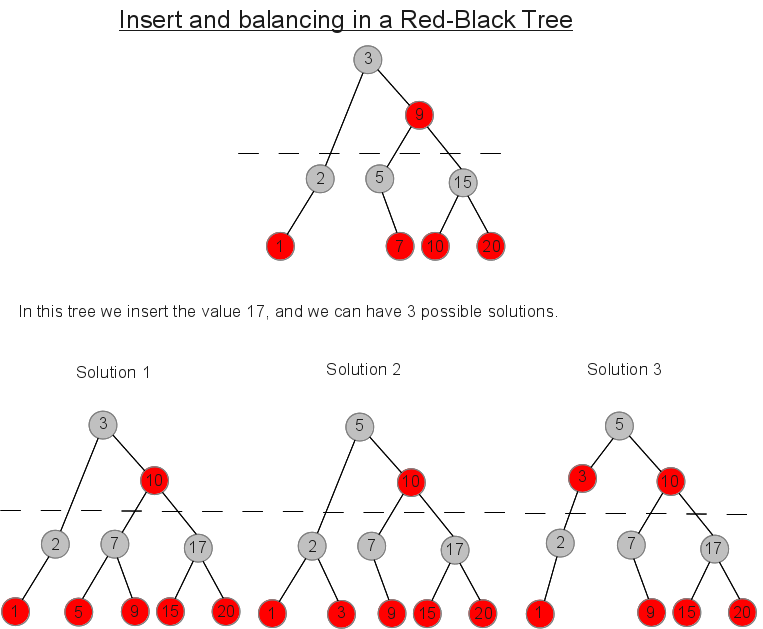 Insert and balancing in a Red-Black Tree
3
9
2 5 15
1 7 10 20
In this tree we insert the value 17, and we can have 3 possible solutions.
Solution 1 Solution 2 Solution 3
3 5 5
10 10 3 10
2 7 17 2 7 17 2 7 17
1 5 9 15 20 1 3 9 15 20 1 9 15 20